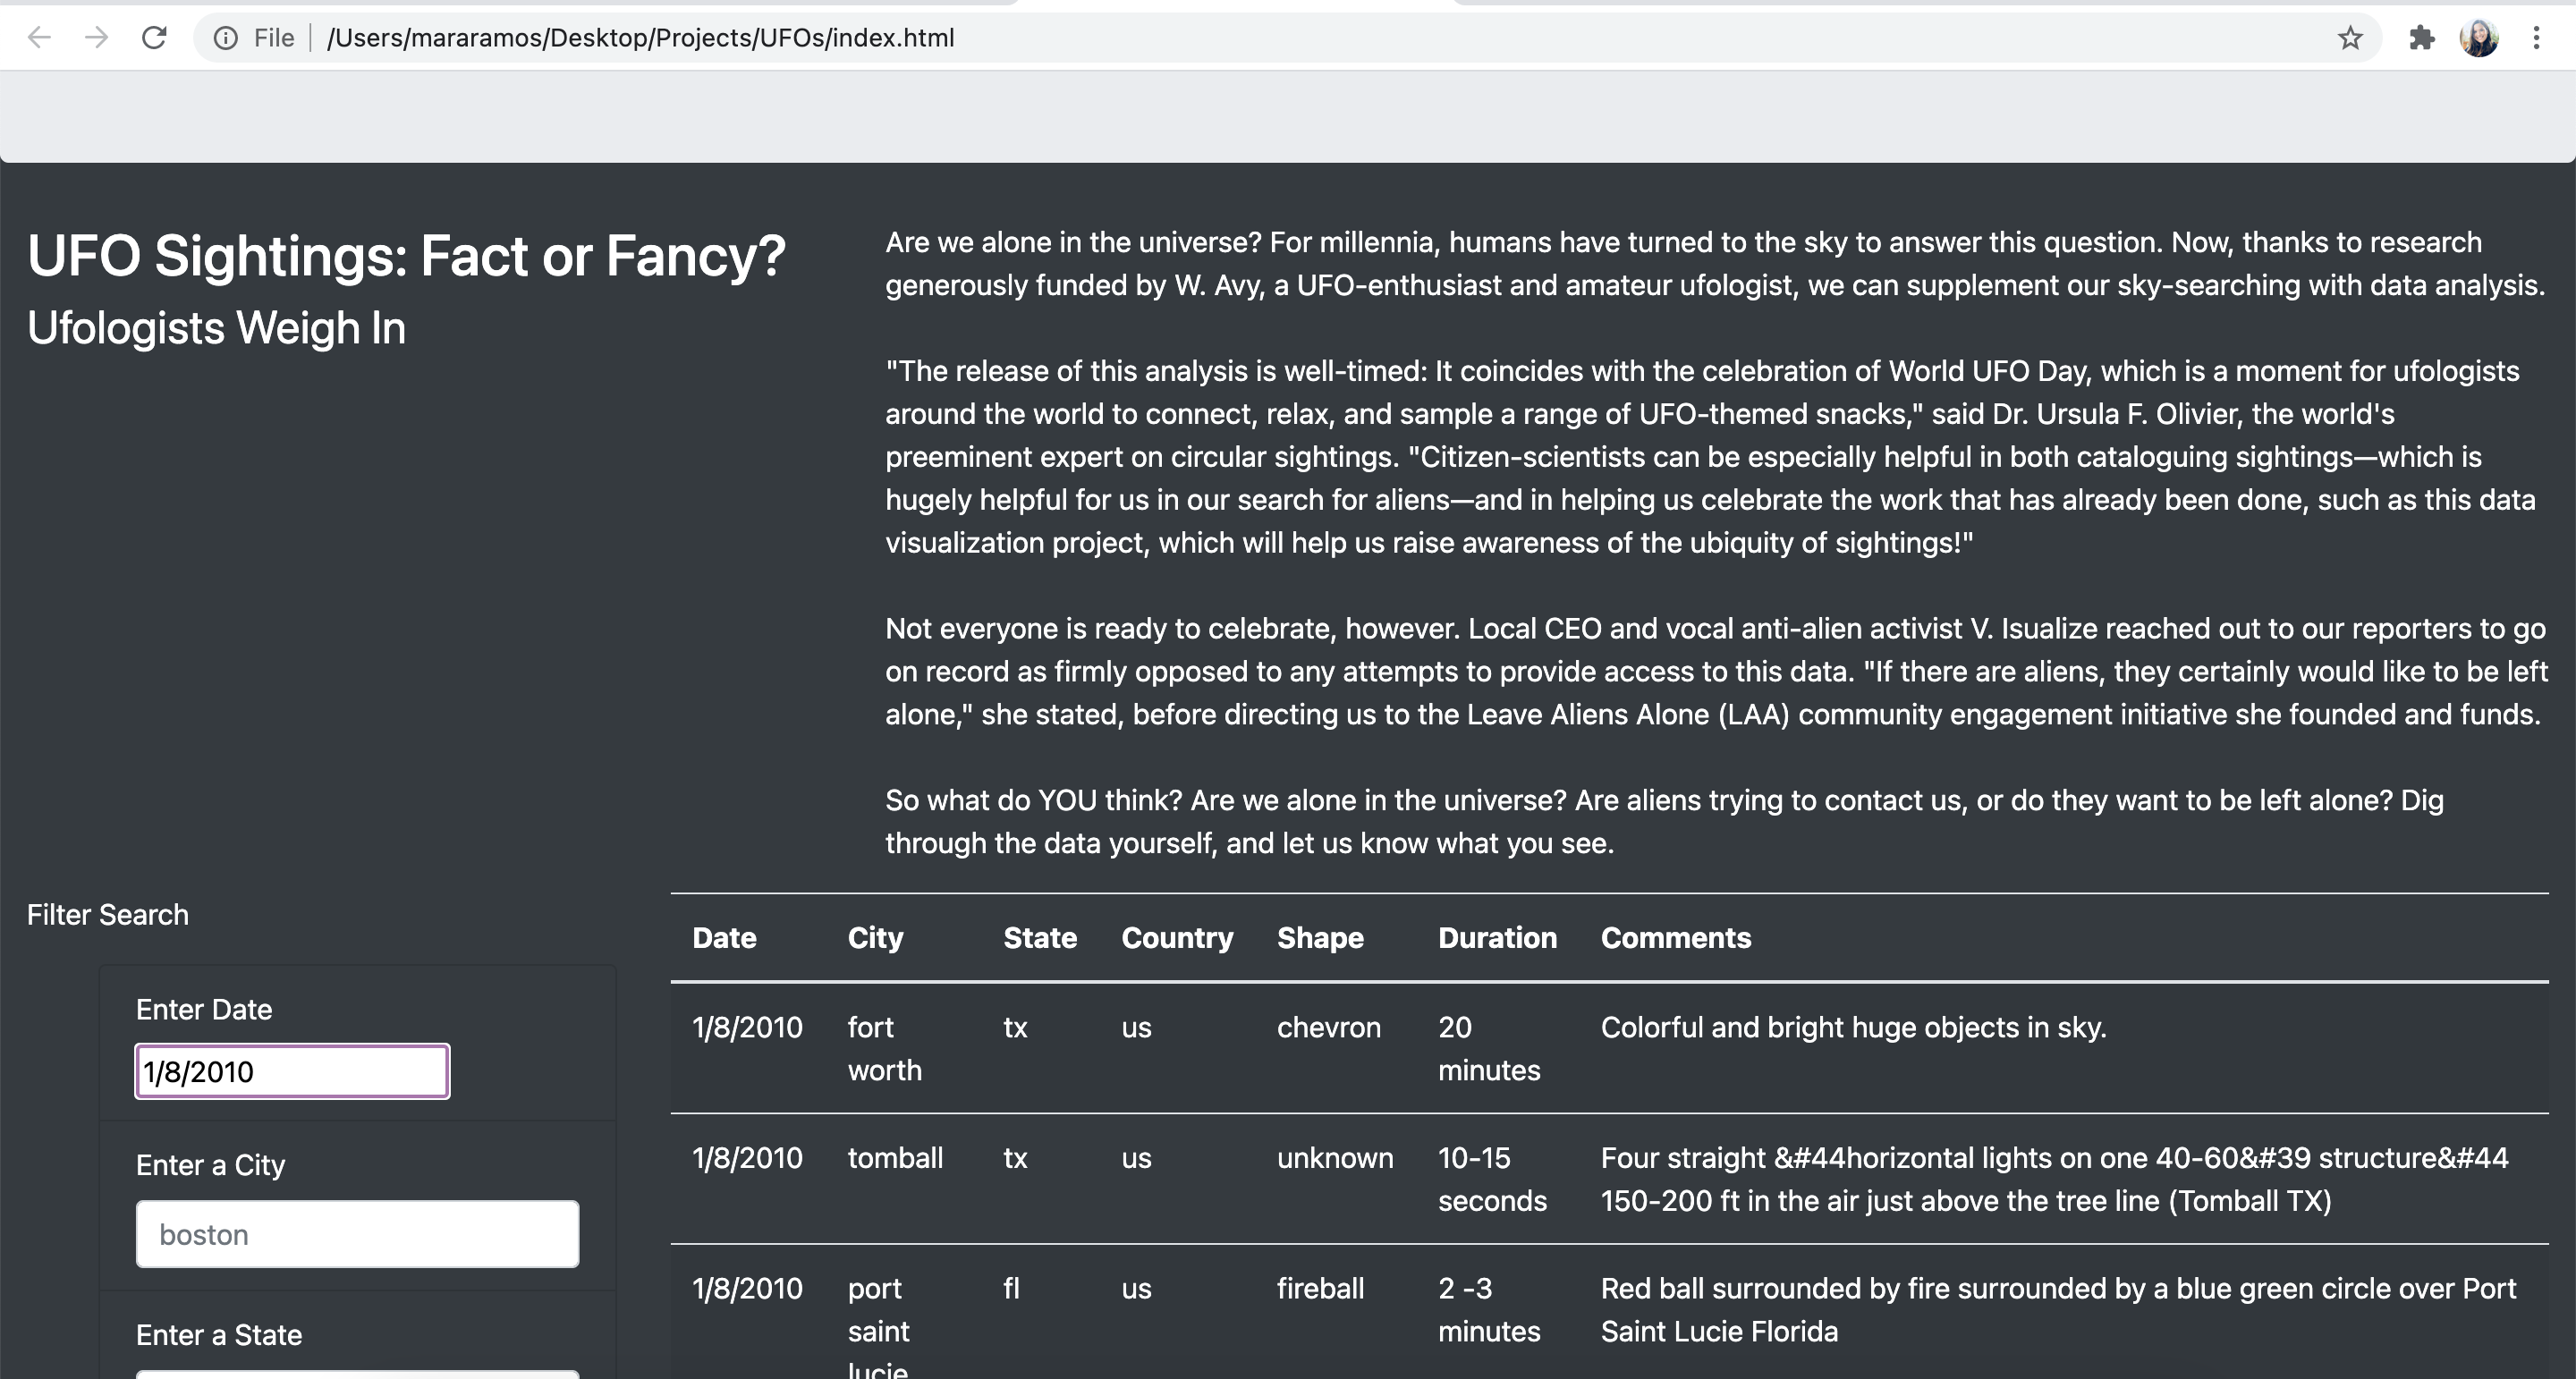 File | /Users/mararamos/Desktop/Projects/UFOs/index.html
UFO Sightings: Fact or Fancy?
Ufologists Weigh In
Are we alone in the universe? For millennia, humans have turned to the sky to answer this question. Now, thanks to research
generously funded by W. Avy, a UFO-enthusiast and amateur ufologist, we can supplement our sky-searching with data analysis.
"The release of this analysis is well-timed: It coincides with the celebration of World UFO Day, which is a moment for ufologists
around the world to connect, relax, and sample a range of UFO-themed snacks," said Dr. Ursula F. Olivier, the world's
preeminent expert on circular sightings. "Citizen-scientists can be especially helpful in both cataloguing sightings—which is
hugely helpful for us in our search for aliens—and in helping us celebrate the work that has already been done, such as this data
visualization project, which will help us raise awareness of the ubiquity of sightings!"
Not everyone is ready to celebrate, however. Local CEO and vocal anti-alien activist V. Isualize reached out to our reporters to go
on record as firmly opposed to any attempts to provide access to this data. "If there are aliens, they certainly would like to be left
alone," she stated, before directing us to the Leave Aliens Alone (LAA) community engagement initiative she founded and funds.
So what do YOU think? Are we alone in the universe? Are aliens trying to contact us, or do they want to be left alone? Dig
through the data yourself, and let us know what you see.
Filter Search
Enter Date
1/8/2010
Enter a City
boston
Enter a State
Date City State Country Shape Duration Comments
1/8/2010 fort tx us chevron 20 Colorful and bright huge objects in sky.
worth minutes
1/8/2010 tomball tx us unknown 10-15 Four straight &#44horizontal lights on one 40-60&#39 structure&#44
seconds 150-200 ft in the air just above the tree line (Tomball TX)
1/8/2010 port fl us fireball 2 -3 Red ball surrounded by fire surrounded by a blue green circle over Port
saint minutes Saint Lucie Florida
lucie